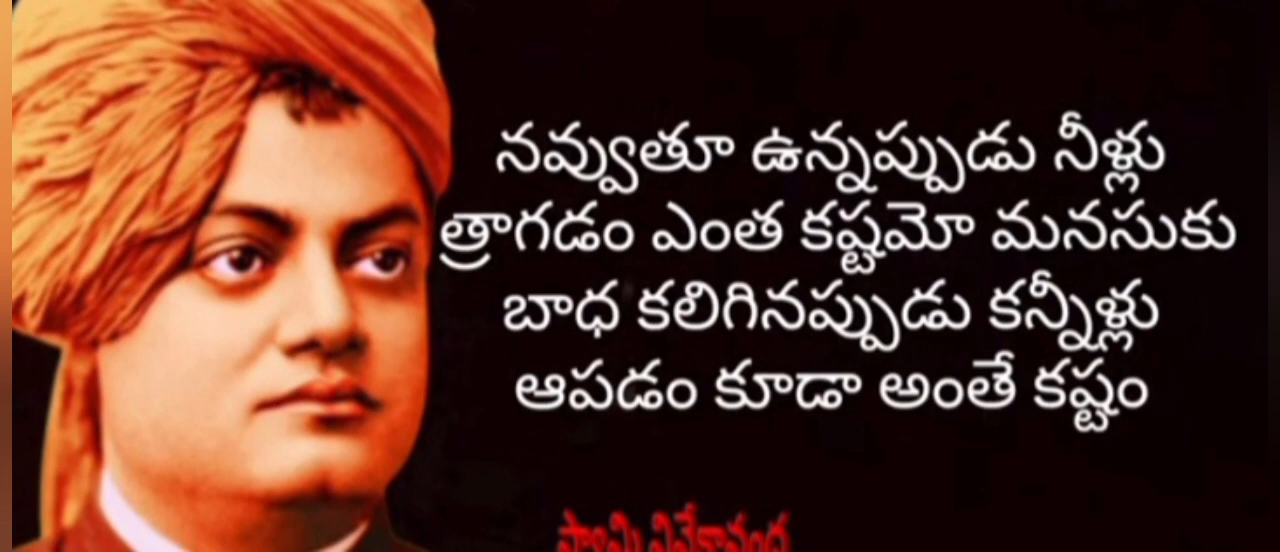 నవ్వుతూ ఉన్నప్పుడు నీళ్లు
త్రాగడం ఎంత కష్టమో మనసుకు
బాధ కలిగినప్పుడు కన్నీళ్లు
ఆపడం కూడా అంతే కష్టం
స్వామి వివేకానంద